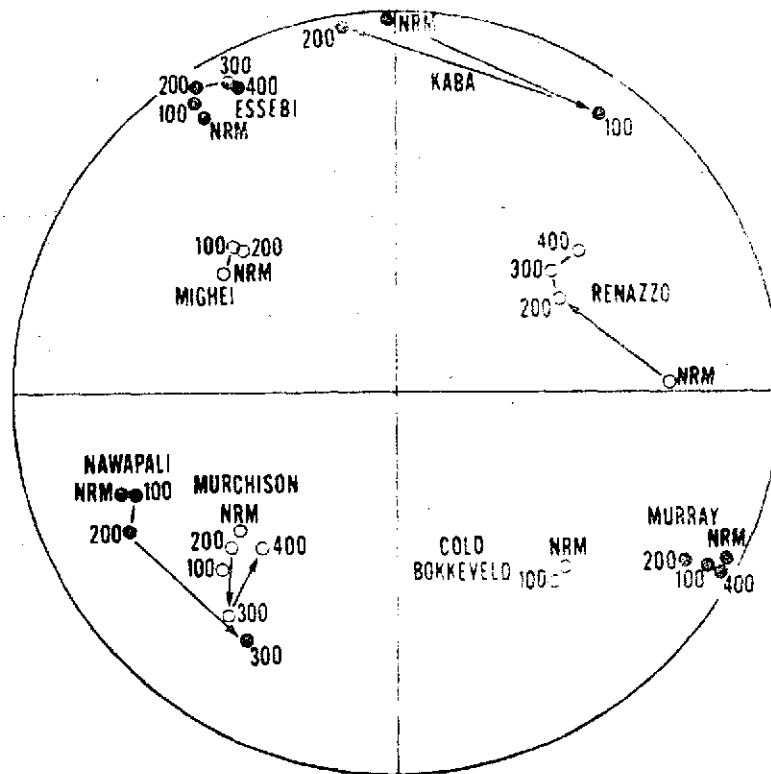 NRM
200
KABA
100
300
200 400
100 ESSEBI
NRM
100 200
NRM
MIGHEI
400
300
RENAZZO
200
NRM
NAWAPALI
NRM 100
200
300
MURCHISON
NRM
200 400
100
300
COLD
BOKKEVELD
NRM
100
MURRAY
NRM
200
100
400